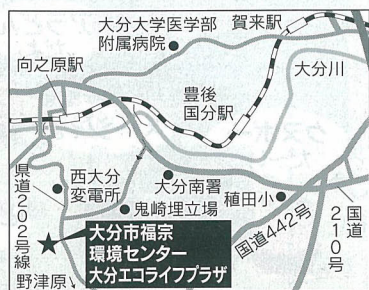 大分大学医学部
附属病院
賀来駅
向之原駅
大分川
豊後
国分駅
県道202号線
西大分
変電所
大分南署
鬼崎埋立場
稙田小
国道442号
国道
210号
大分市福宗
環境センター
大分エコライフプラザ
野津原